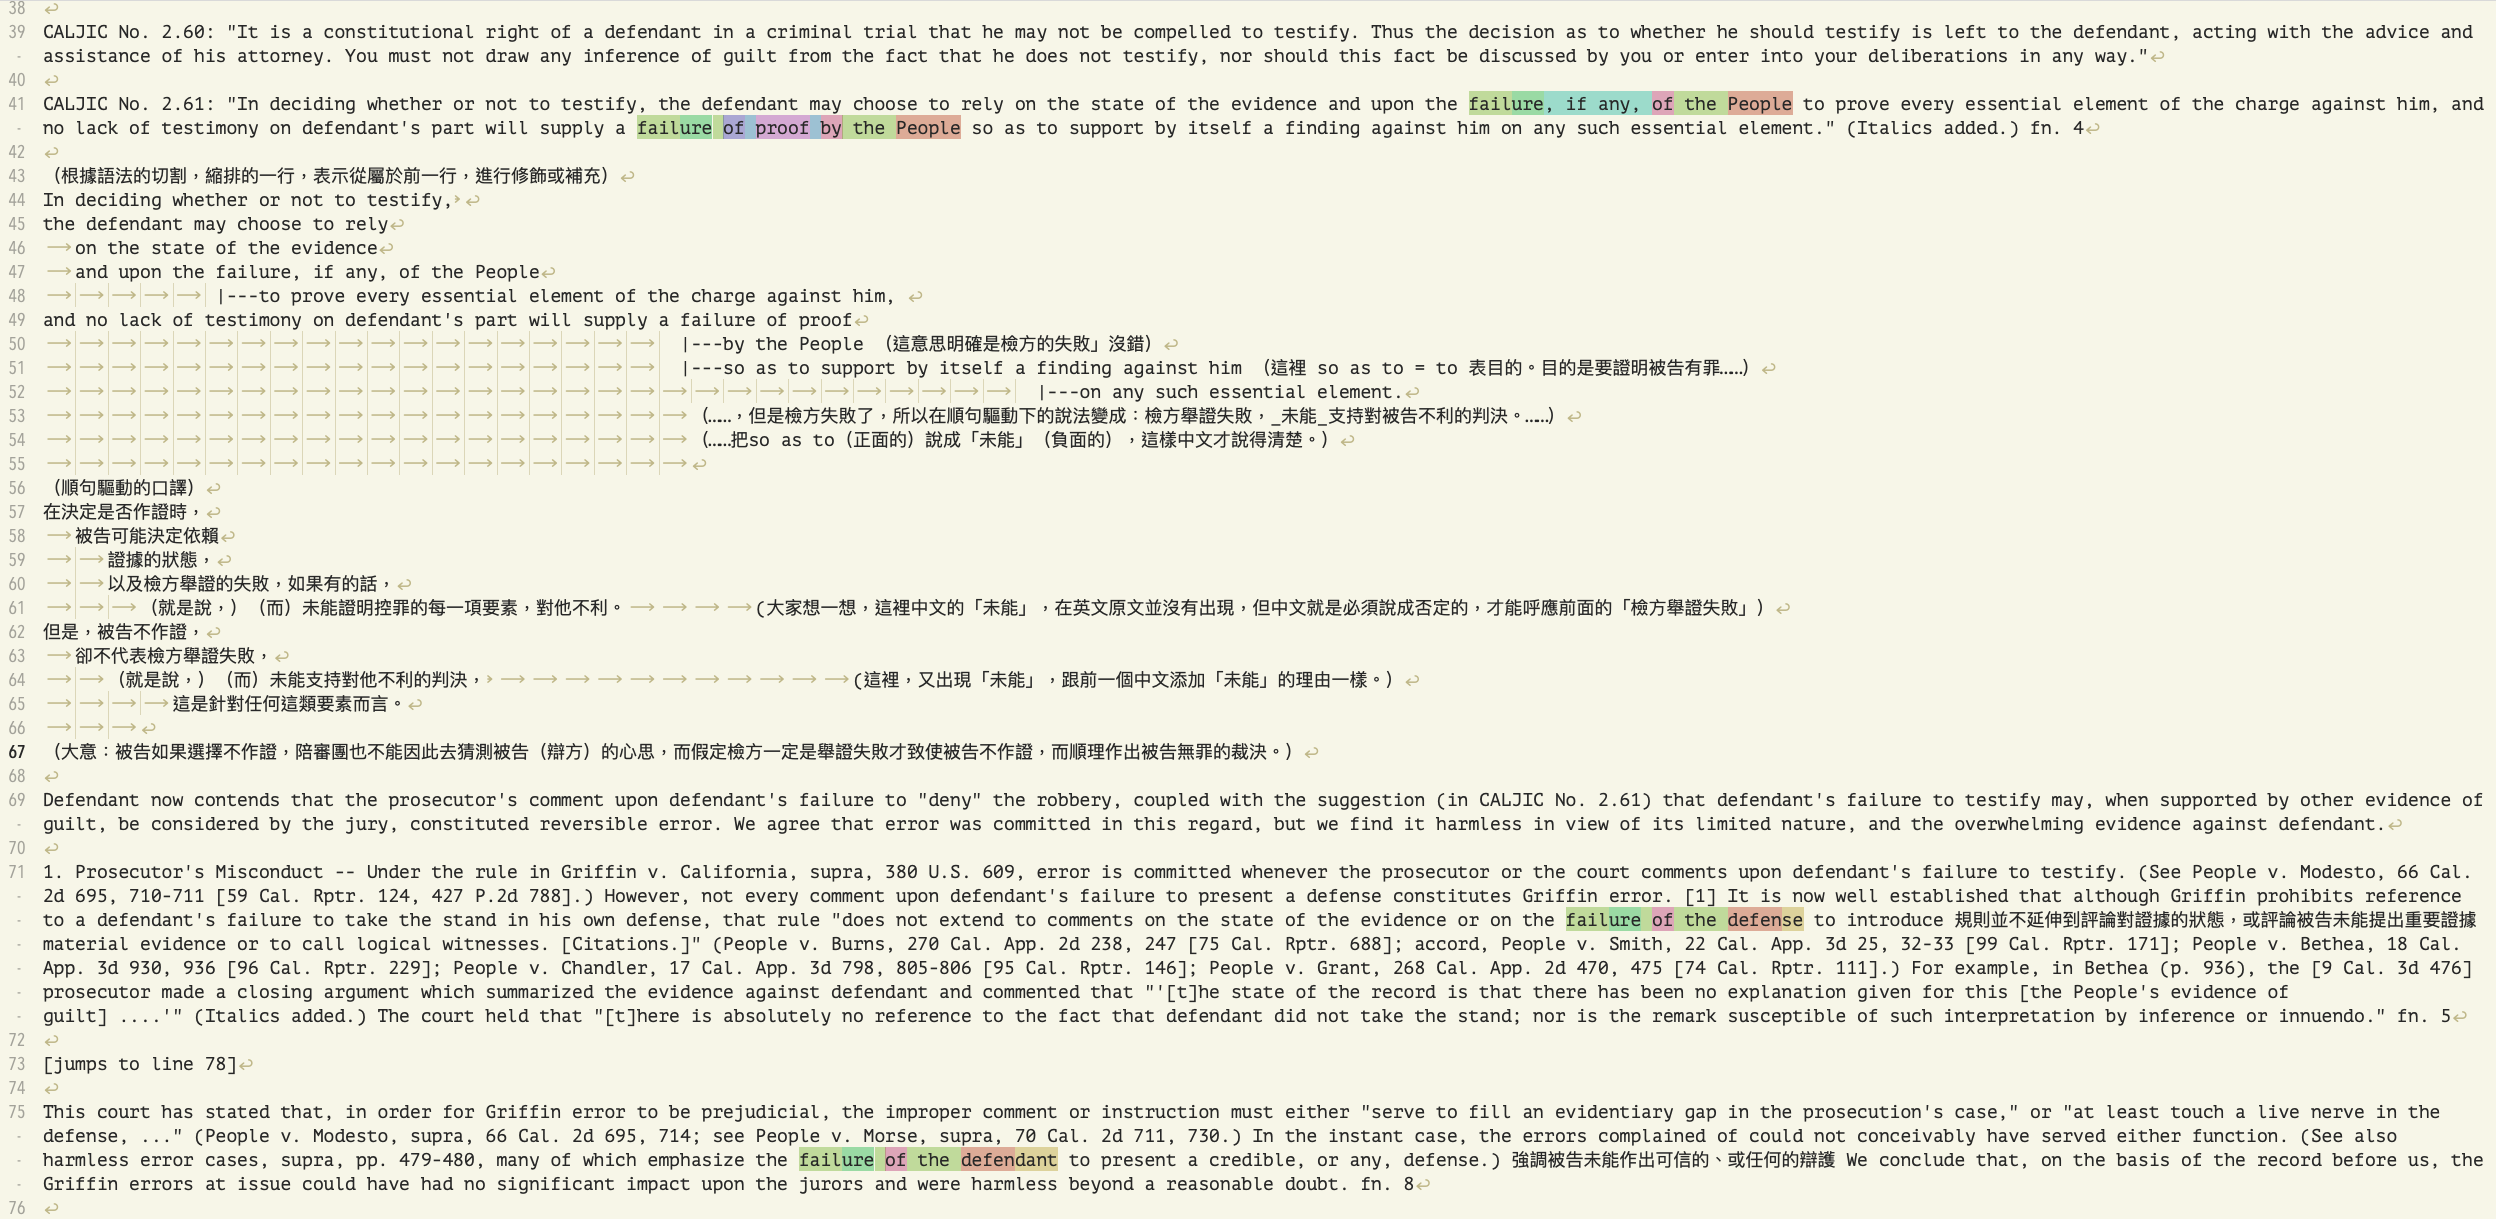 38
39 CALJIC No. 2.60: "It is a constitutional right of a defendant in a criminal trial that he may not be compelled to testify. Thus the decision as to whether he should testify is left to the defendant, acting with the advice and
- assistance of his attorney. You must not draw any inference of guilt from the fact that he does not testify, nor should this fact be discussed by you or enter into your deliberations in any way."
40
41 CALJIC No. 2.61: "In deciding whether or not to testify, the defendant may choose to rely on the state of the evidence and upon the failure, if any, of the People to prove every essential element of the charge against him, and
- no lack of testimony on defendant's part will supply a failure of proof by the People so as to support by itself a finding against him on any such essential element." (Italics added.) fn. 4
42
43 （根據語法的切割，縮排的一行，表示從屬於前一行，進行修飾或補充）
44 In deciding whether or not to testify,
45 the defendant may choose to rely
46 on the state of the evidence
47 and upon the failure, if any, of the People
48 |---to prove every essential element of the charge against him,
49 and no lack of testimony on defendant's part will supply a failure of proof
50 |---by the People （這意思明確是檢方的失敗」沒錯）
51 |---so as to support by itself a finding against him （這裡 so as to = to 表目的。目的是要證明被告有罪……）
52 |---on any such essential element.
53 （……，但是檢方失敗了，所以在順句驅動下的說法變成：檢方舉證失敗，_未能_支持對被告不利的判決。……）
54 （……把so as to（正面的）說成「未能」（負面的），這樣中文才說得清楚。）
55
56 （順句驅動的口譯）
57 在決定是否作證時，
58 被告可能決定依賴
59 證據的狀態，
60 以及檢方舉證的失敗，如果有的話，
61 （就是說，）（而）未能證明控罪的每一項要素，對他不利。 （大家想一想，這裡中文的「未能」，在英文原文並沒有出現，但中文就是必須說成否定的，才能呼應前面的「檢方舉證失敗」）
62 但是，被告不作證，
63 卻不代表檢方舉證失敗，
64 （就是說，）（而）未能支持對他不利的判決， （這裡，又出現「未能」，跟前一個中文添加「未能」的理由一樣。）
65 這是針對任何這類要素而言。
66
67 （大意：被告如果選擇不作證，陪審團也不能因此去猜測被告（辯方）的心思，而假定檢方一定是舉證失敗才致使被告不作證，而順理作出被告無罪的裁決。）
68
69 Defendant now contends that the prosecutor's comment upon defendant's failure to "deny" the robbery, coupled with the suggestion (in CALJIC No. 2.61) that defendant's failure to testify may, when supported by other evidence of
- guilt, be considered by the jury, constituted reversible error. We agree that error was committed in this regard, but we find it harmless in view of its limited nature, and the overwhelming evidence against defendant.
70
71 1. Prosecutor's Misconduct -- Under the rule in Griffin v. California, supra, 380 U.S. 609, error is committed whenever the prosecutor or the court comments upon defendant's failure to testify. (See People v. Modesto, 66 Cal.
- 2d 695, 710-711 [59 Cal. Rptr. 124, 427 P.2d 788].) However, not every comment upon defendant's failure to present a defense constitutes Griffin error. [1] It is now well established that although Griffin prohibits reference
- to a defendant's failure to take the stand in his own defense, that rule "does not extend to comments on the state of the evidence or on the failure of the defense to introduce 規則並不延伸到評論對證據的狀態，或評論被告未能提出重要證據
- material evidence or to call logical witnesses. [Citations.]" (People v. Burns, 270 Cal. App. 2d 238, 247 [75 Cal. Rptr. 688]; accord, People v. Smith, 22 Cal. App. 3d 25, 32-33 [99 Cal. Rptr. 171]; People v. Bethea, 18 Cal.
- App. 3d 930, 936 [96 Cal. Rptr. 229]; People v. Chandler, 17 Cal. App. 3d 798, 805-806 [95 Cal. Rptr. 146]; People v. Grant, 268 Cal. App. 2d 470, 475 [74 Cal. Rptr. 111].) For example, in Bethea (p. 936), the [9 Cal. 3d 476]
- prosecutor made a closing argument which summarized the evidence against defendant and commented that "'[t]he state of the record is that there has been no explanation given for this [the People's evidence of
- guilt] ....'" (Italics added.) The court held that "[t]here is absolutely no reference to the fact that defendant did not take the stand; nor is the remark susceptible of such interpretation by inference or innuendo." fn. 5
72
73 [jumps to line 78]
74
75 This court has stated that, in order for Griffin error to be prejudicial, the improper comment or instruction must either "serve to fill an evidentiary gap in the prosecution's case," or "at least touch a live nerve in the
- defense, ..." (People v. Modesto, supra, 66 Cal. 2d 695, 714; see People v. Morse, supra, 70 Cal. 2d 711, 730.) In the instant case, the errors complained of could not conceivably have served either function. (See also
- harmless error cases, supra, pp. 479-480, many of which emphasize the failure of the defendant to present a credible, or any, defense.) 強調被告未能作出可信的、或任何的辯護 We conclude that, on the basis of the record before us, the
- Griffin errors at issue could have had no significant impact upon the jurors and were harmless beyond a reasonable doubt. fn. 8
76